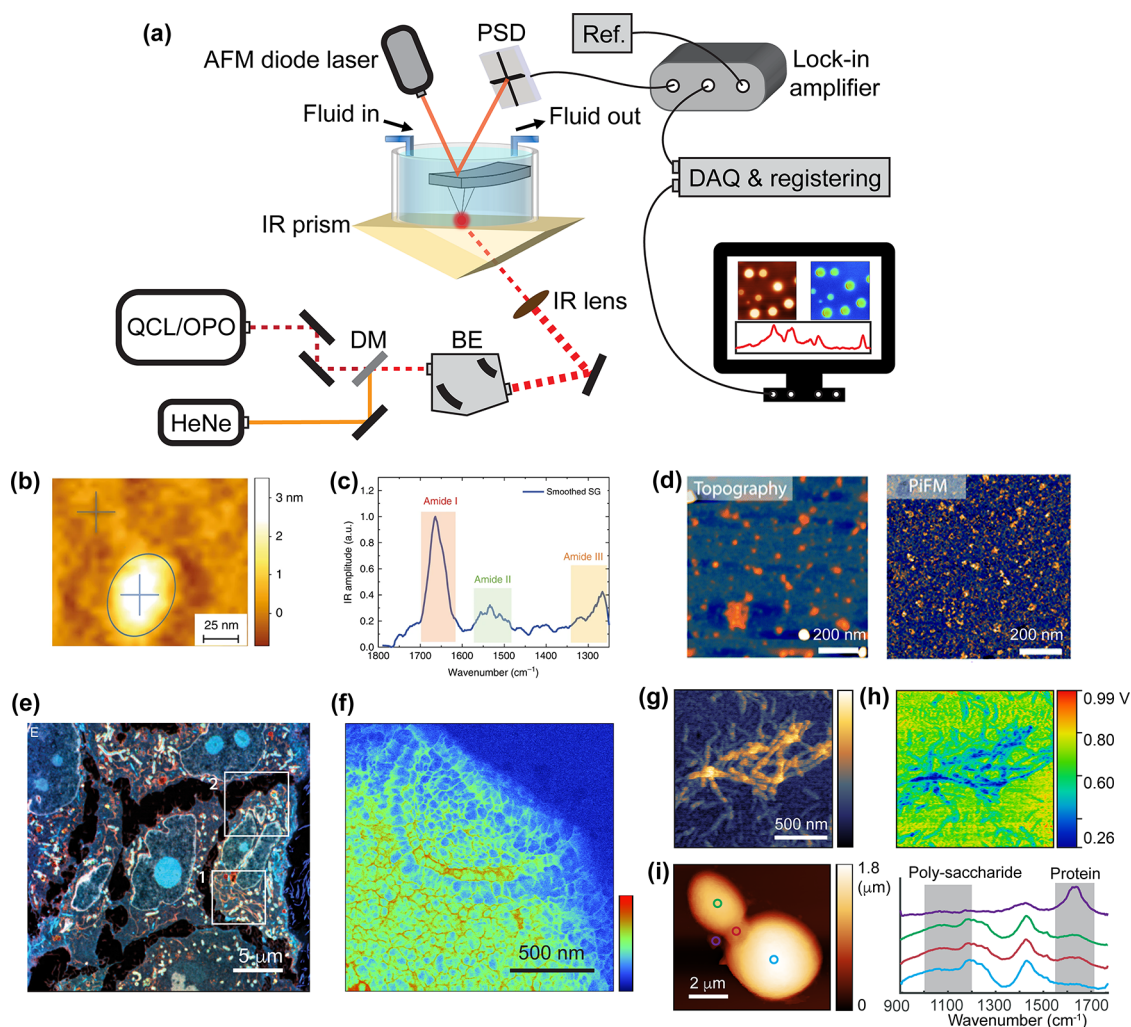 (a)
AFM diode laser
PSD
Ref.
Lock-in
amplifier
Fluid in
Fluid out
DAQ & registering
IR prism
IR lens
QCL/OPO
DM
BE
HeNe
(b)
3 nm
2
1
0
25 nm
(c)
Smoothed SG
Amide I
Amide II
Amide III
IR amplitude (a.u.)
1.2
1.0
0.8
0.6
0.4
0.2
0.0
1800
1700
1600
1500
1400
1300
Wavenumber (cm⁻¹)
(d)
Topography
200 nm
PiFM
200 nm
(e)
E
2
1
5 μm
(f)
500 nm
(g)
500 nm
(h)
0.99 V
0.80
0.60
0.26
(i)
1.8
(μm)
0
2 μm
Poly-saccharide
Protein
900
1100
1300
1500
1700
Wavenumber (cm⁻¹)